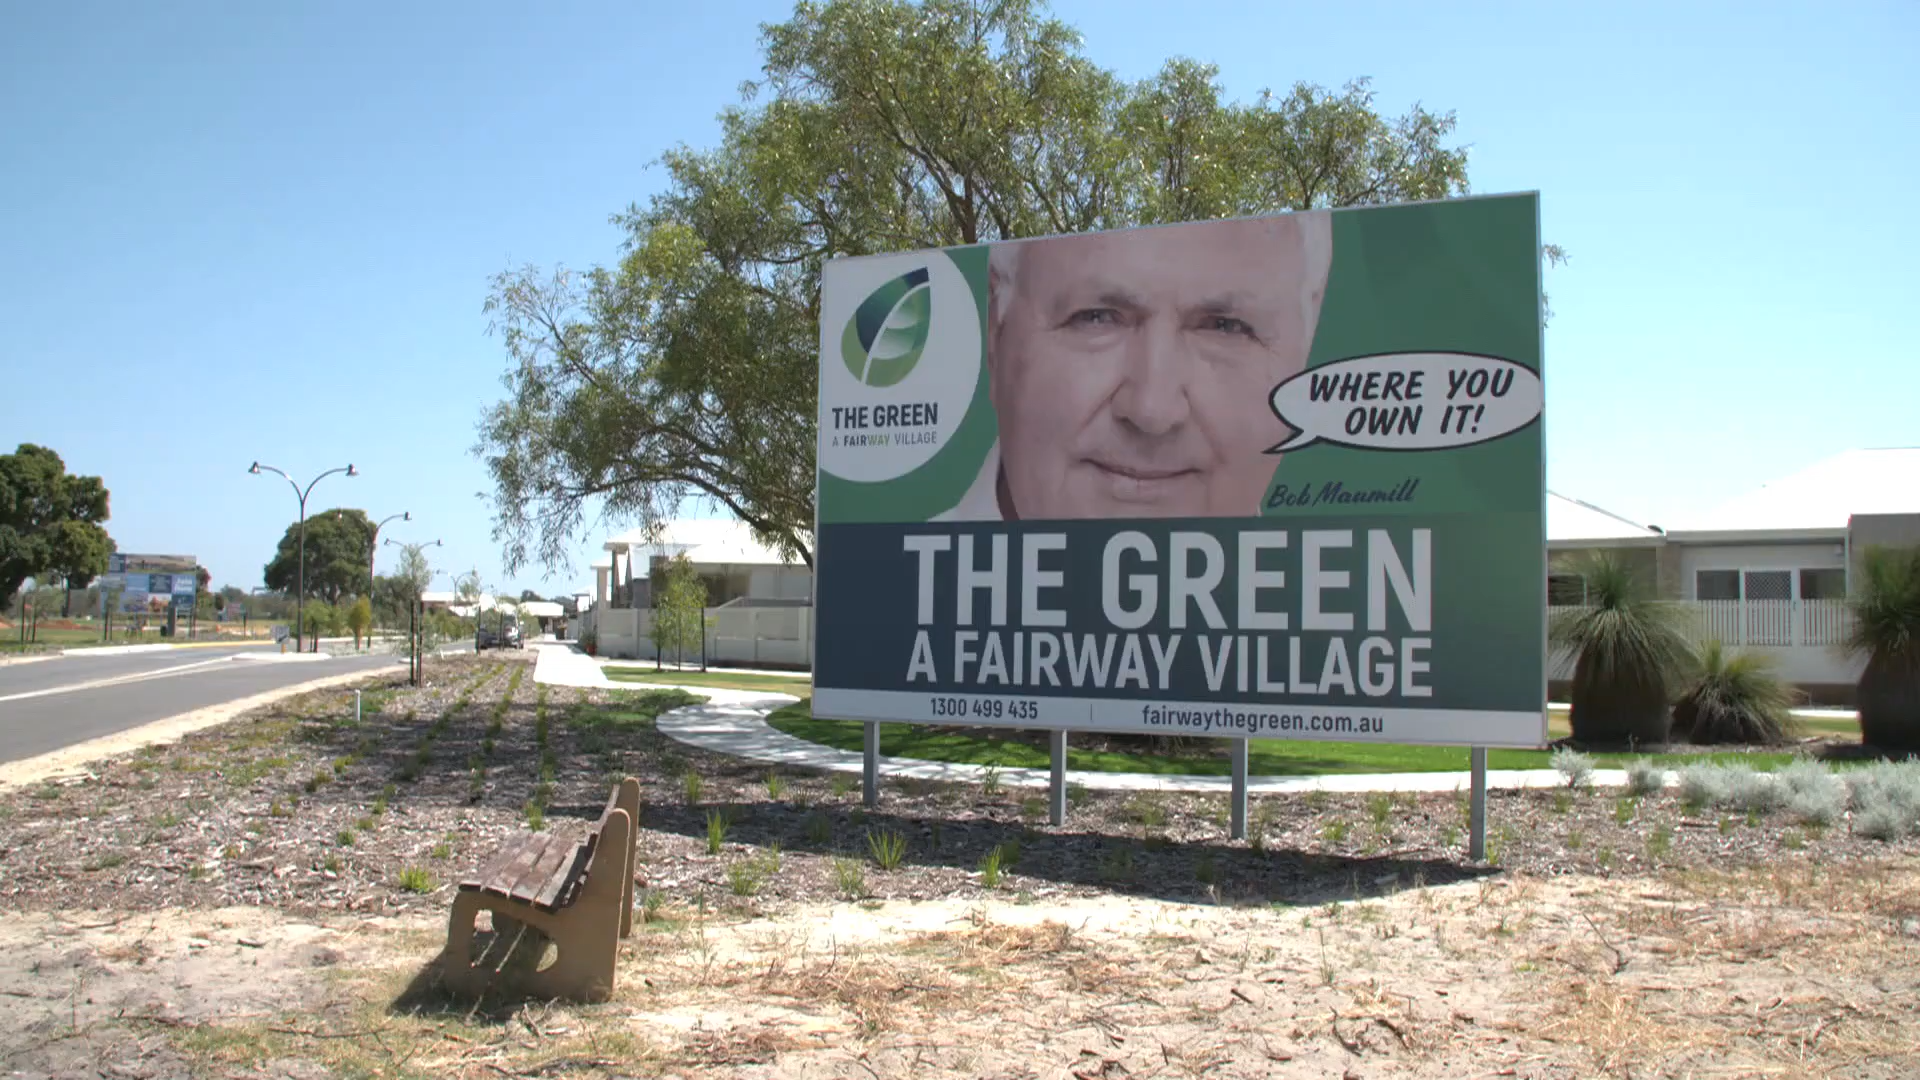 THE GREEN
A FAIRWAY VILLAGE
WHERE YOU
OWN IT!
Bob Maumill
THE GREEN
A FAIRWAY VILLAGE
1300 499 435
fairwaythegreen.com.au